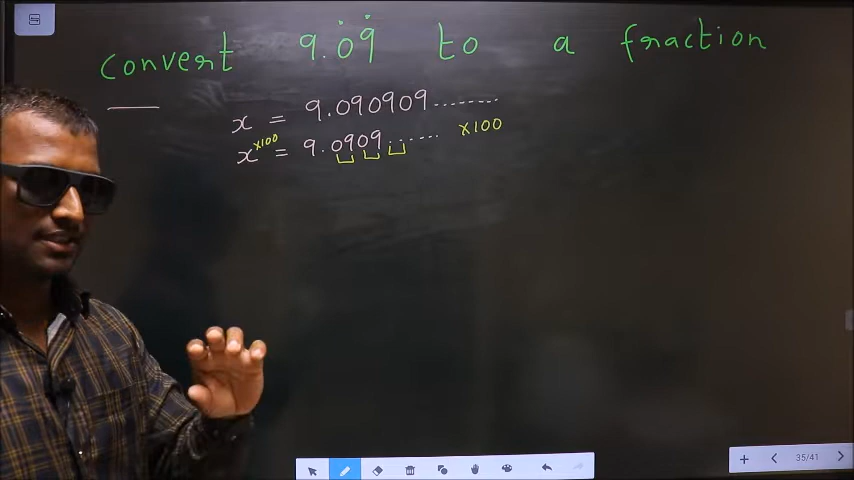 convert 9.0̇9̇ to a fraction
x = 9.090909........
x ×100 = 9.0909....... ×100
35/41